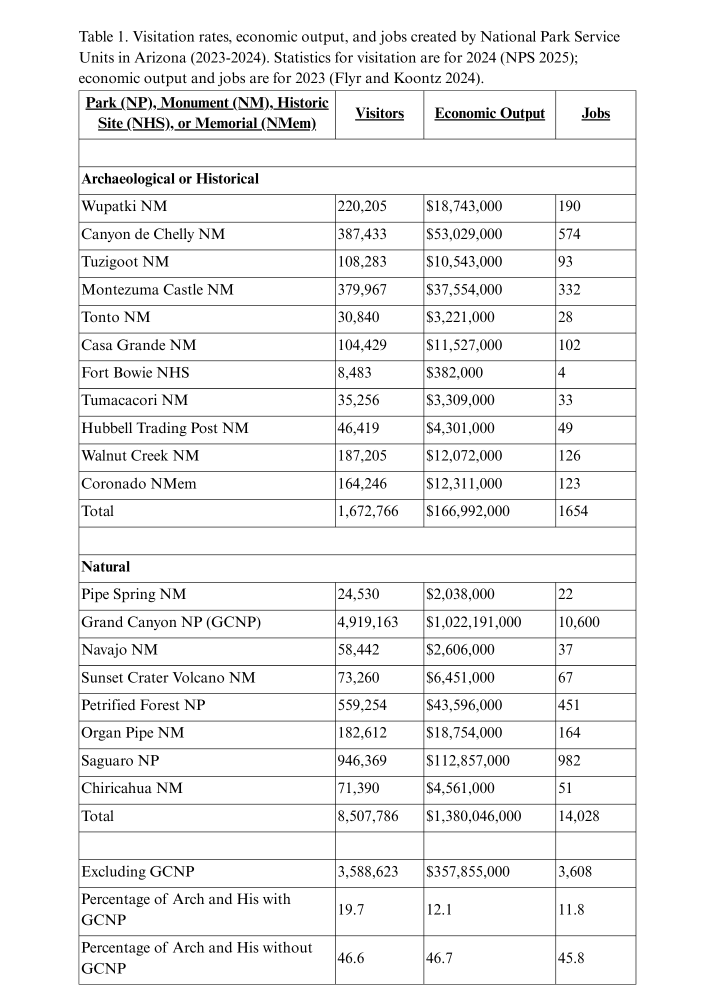 Table 1. Visitation rates, economic output, and jobs created by National Park Service
Units in Arizona (2023-2024). Statistics for visitation are for 2024 (NPS 2025);
economic output and jobs are for 2023 (Flyr and Koontz 2024).
Park (NP), Monument (NM), Historic Site (NHS), or Memorial (NMem) Visitors Economic Output Jobs
Archaeological or Historical
Wupatki NM 220,205 $18,743,000 190
Canyon de Chelly NM 387,433 $53,029,000 574
Tuzigoot NM 108,283 $10,543,000 93
Montezuma Castle NM 379,967 $37,554,000 332
Tonto NM 30,840 $3,221,000 28
Casa Grande NM 104,429 $11,527,000 102
Fort Bowie NHS 8,483 $382,000 4
Tumacacori NM 35,256 $3,309,000 33
Hubbell Trading Post NM 46,419 $4,301,000 49
Walnut Creek NM 187,205 $12,072,000 126
Coronado NMem 164,246 $12,311,000 123
Total 1,672,766 $166,992,000 1654
Natural
Pipe Spring NM 24,530 $2,038,000 22
Grand Canyon NP (GCNP) 4,919,163 $1,022,191,000 10,600
Navajo NM 58,442 $2,606,000 37
Sunset Crater Volcano NM 73,260 $6,451,000 67
Petrified Forest NP 559,254 $43,596,000 451
Organ Pipe NM 182,612 $18,754,000 164
Saguaro NP 946,369 $112,857,000 982
Chiricahua NM 71,390 $4,561,000 51
Total 8,507,786 $1,380,046,000 14,028
Excluding GCNP 3,588,623 $357,855,000 3,608
Percentage of Arch and His with GCNP 19.7 12.1 11.8
Percentage of Arch and His without GCNP 46.6 46.7 45.8